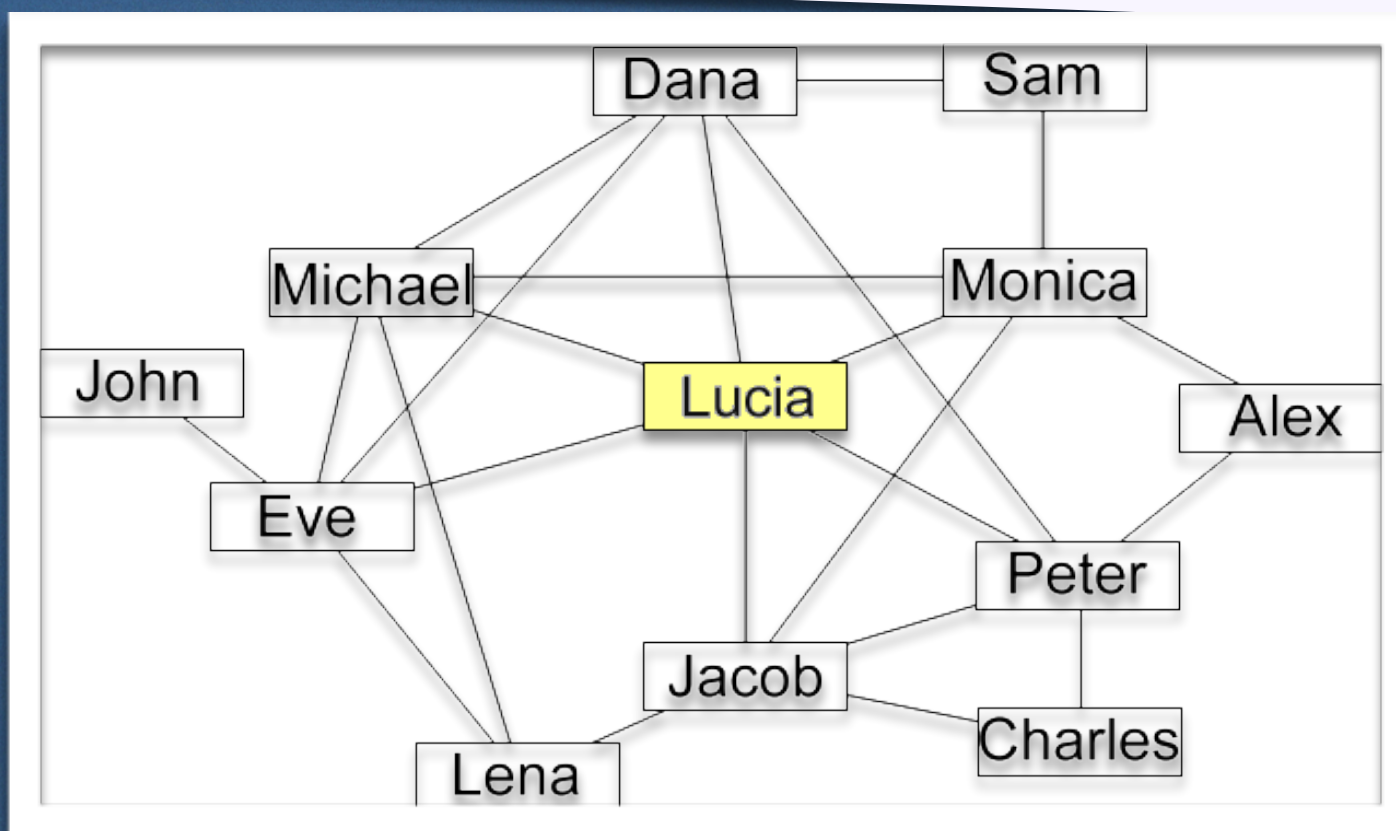 Dana
Sam
Michael
Monica
John
Lucia
Alex
Eve
Peter
Jacob
Charles
Lena